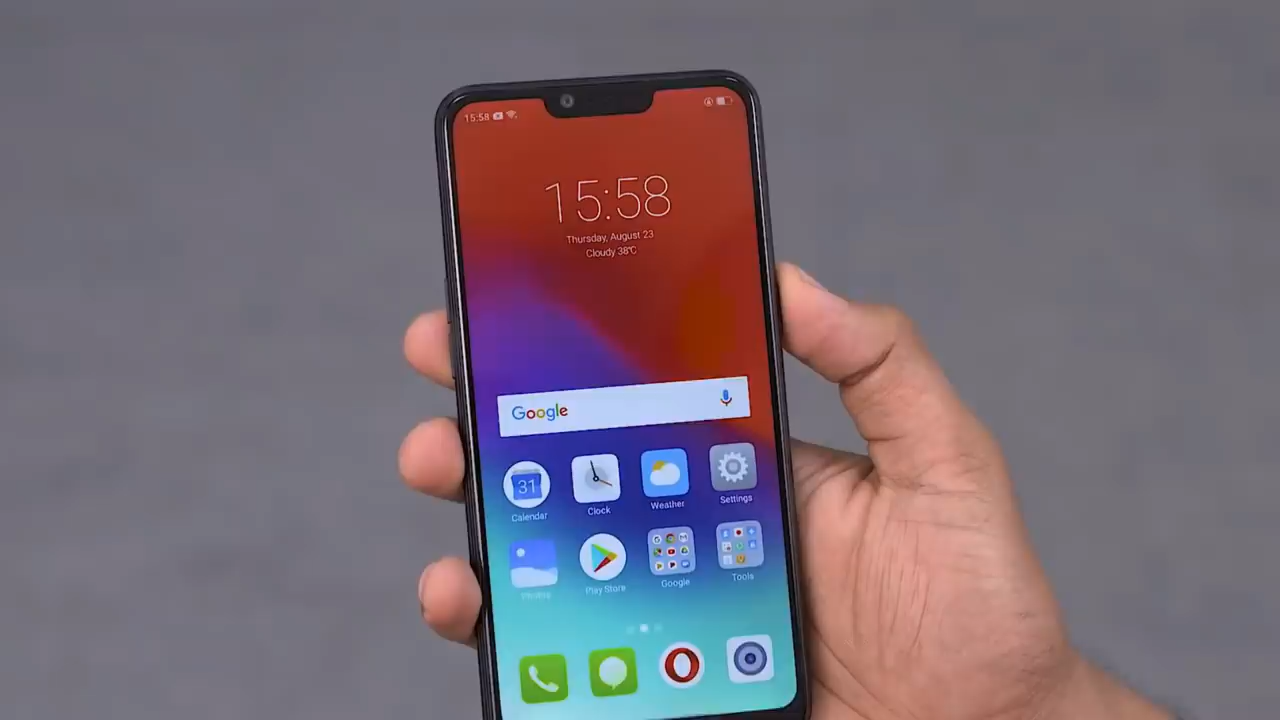 15:58
15:58
Thursday, August 23
Cloudy 38°C
Google
31
Calendar
Clock
Weather
Settings
Photos
Play Store
Google
Tools